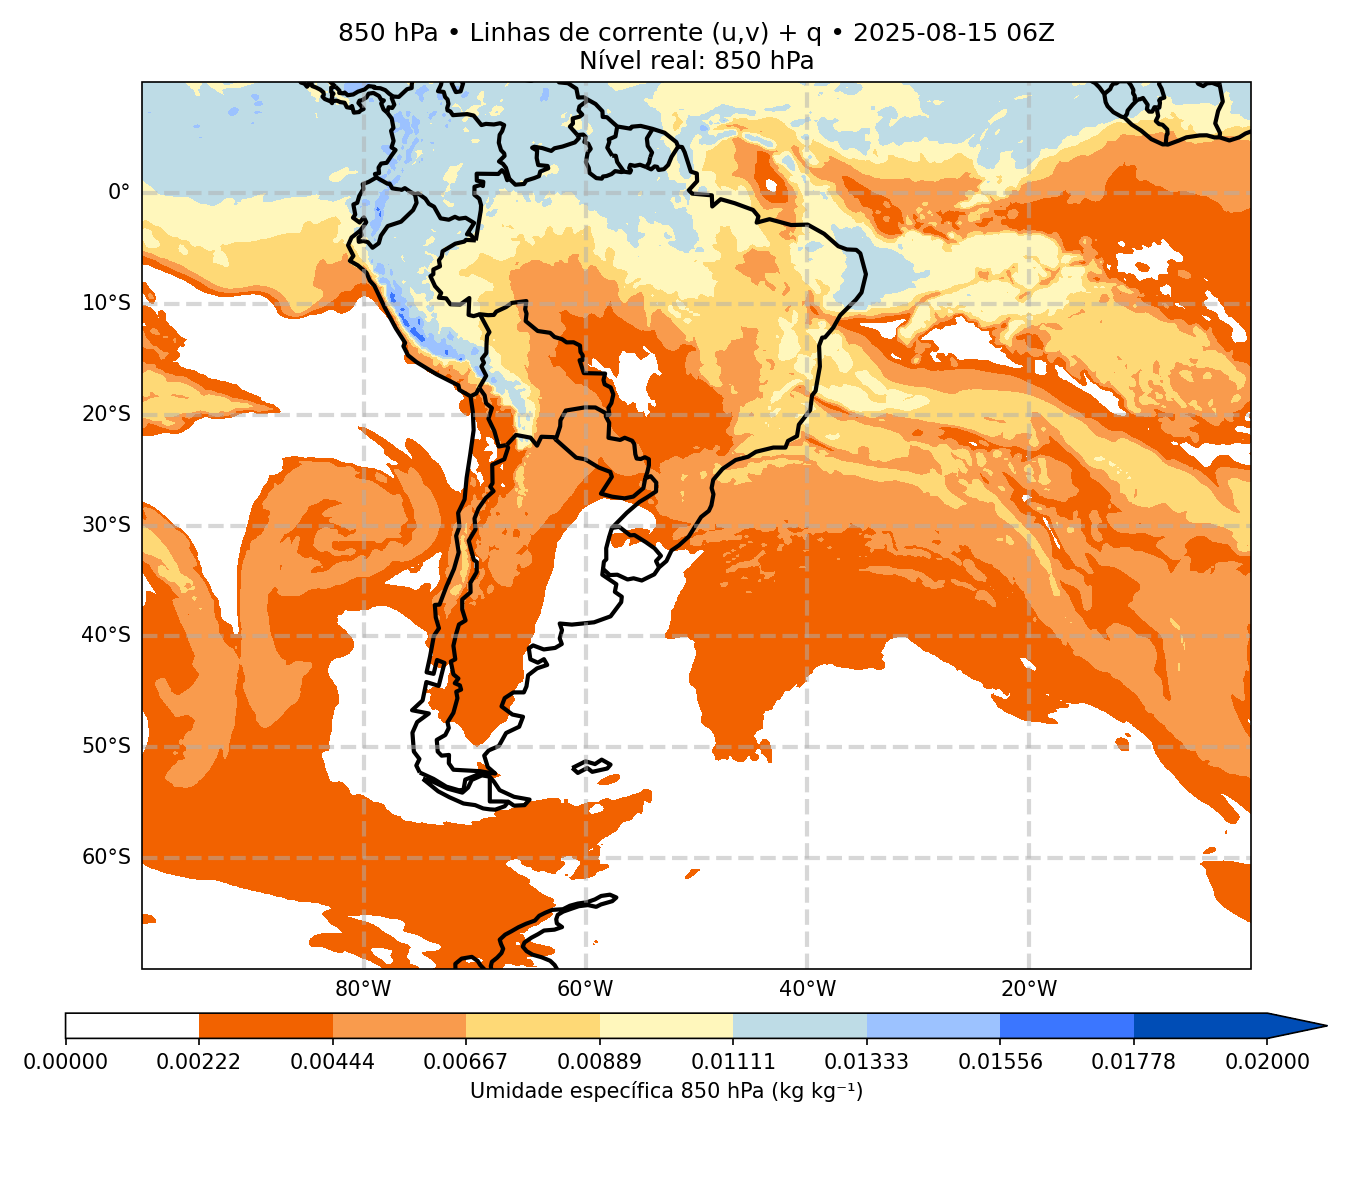 850 hPa • Linhas de corrente (u,v) + q • 2025-08-15 06Z
Nível real: 850 hPa
0°
10°S
20°S
30°S
40°S
50°S
60°S
80°W 60°W 40°W 20°W
0.00000 0.00222 0.00444 0.00667 0.00889 0.01111 0.01333 0.01556 0.01778 0.02000
Umidade específica 850 hPa (kg kg⁻¹)